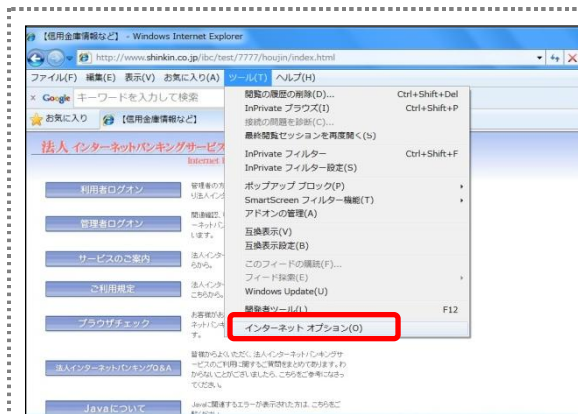 【信用金庫情報など】 - Windows Internet Explorer
http://www.shinkin.co.jp/ibc/test/7777/houjin/index.html
ファイル(F) 編集(E) 表示(V) お気に入り(A) ツール(T) ヘルプ(H)
× Google キーワードを入力して検索
お気に入り 【信用金庫情報など】
法人インターネットバンキングサービス
Internet
利用者ログオン
管理者ログオン
サービスのご案内
ご利用規定
ブラウザチェック
法人インターネットバンキングQ&A
Javaについて
閲覧の履歴の削除(D)... Ctrl+Shift+Del
InPrivate ブラウズ(I) Ctrl+Shift+P
接続の問題を診断(C)...
最終閲覧セッションを再度開く(S)
InPrivate フィルター Ctrl+Shift+F
InPrivate フィルター設定(S)
ポップアップ ブロック(P)
SmartScreen フィルター機能(T)
アドオンの管理(A)
互換表示(V)
互換表示設定(B)
このフィードの購読(F)...
フィード探索(E)
Windows Update(U)
開発者ツール(L) F12
インターネット オプション(O)
皆様からよくいただく、法人インターネットバンキングサ
ービスのご利用に関するご質問をまとめております。わ
からないことがございましたら、こちらをご参考になさっ
てください。
Javaに関連するエラーが表示された方は、こちらをご